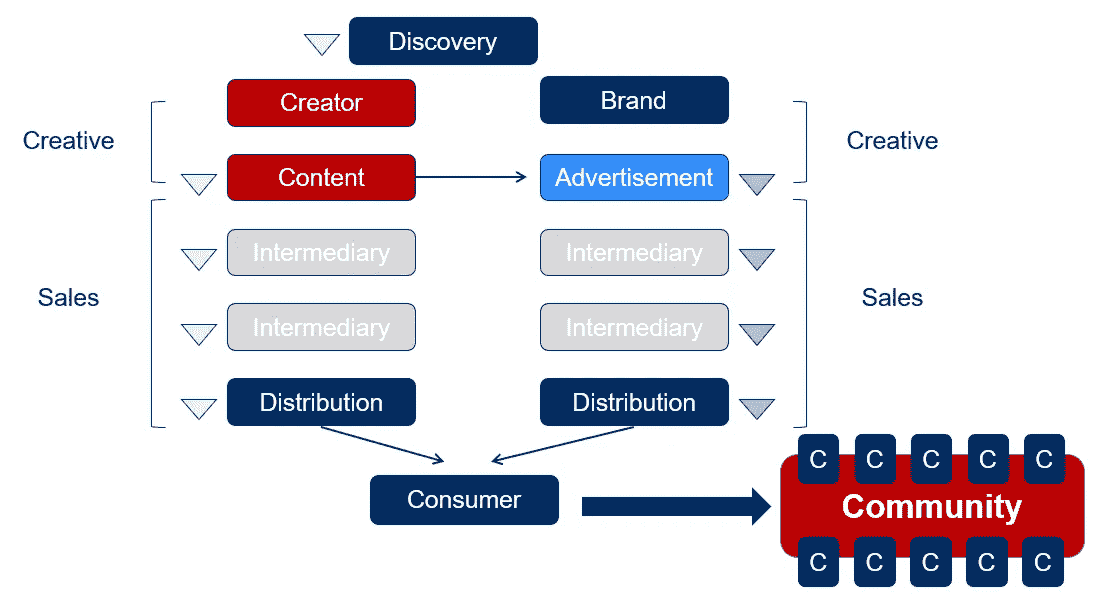 Discovery
Creator
Brand
Creative
Creative
Content
Advertisement
Intermediary
Intermediary
Sales
Sales
Intermediary
Intermediary
Distribution
Distribution
C C C C C
Consumer
Community
C C C C C